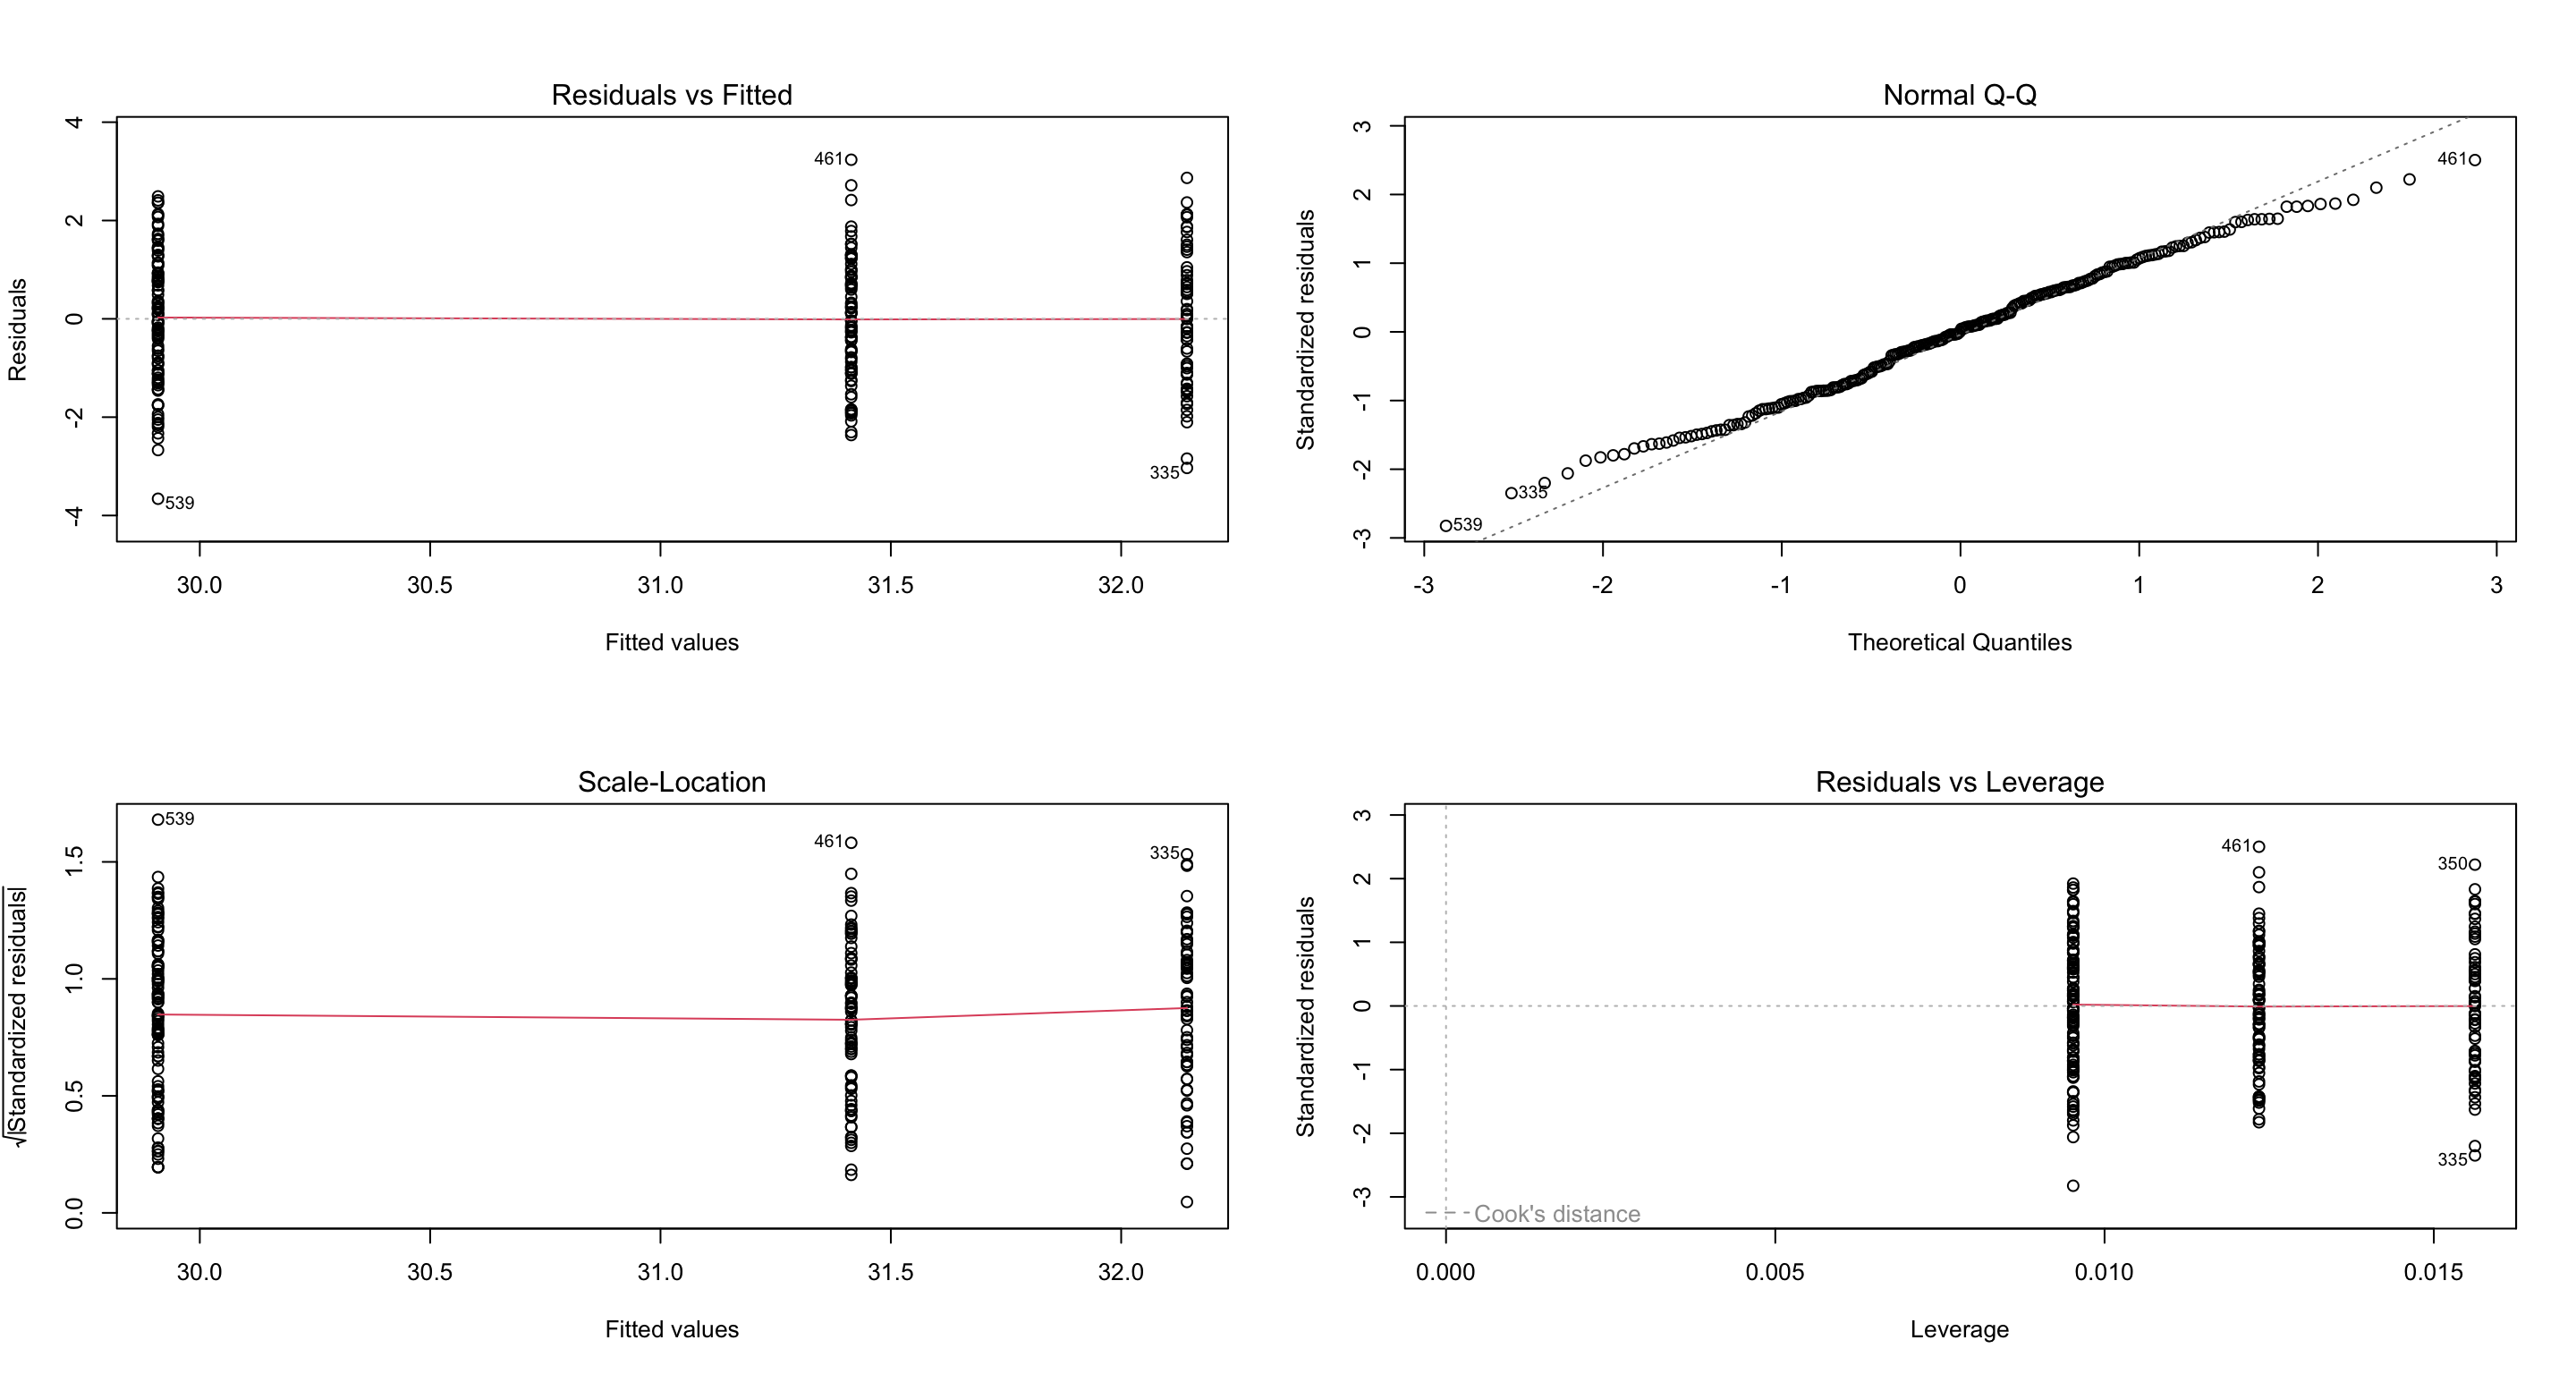 Residuals vs Fitted
Residuals
4
2
0
-2
-4
461
335
539
30.0 30.5 31.0 31.5 32.0
Fitted values
Normal Q-Q
Standardized residuals
3
2
1
0
-1
-2
-3
461
335
539
-3 -2 -1 0 1 2 3
Theoretical Quantiles
Scale-Location
√|Standardized residuals|
1.5
1.0
0.5
0.0
539
461
335
30.0 30.5 31.0 31.5 32.0
Fitted values
Residuals vs Leverage
Standardized residuals
3
2
1
0
-1
-2
-3
461
350
335
Cook's distance
0.000 0.005 0.010 0.015
Leverage